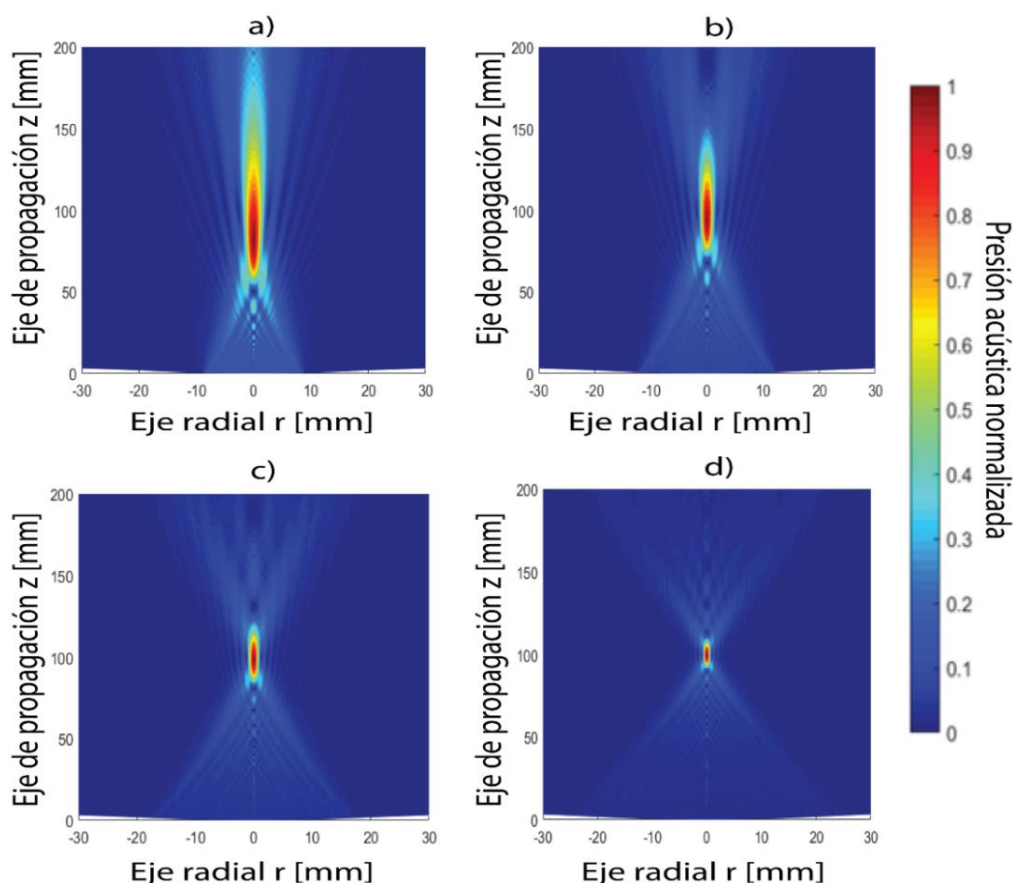 a)
Eje de propagación z [mm]
200
150
100
50
0
-30 -20 -10 0 10 20 30
Eje radial r [mm]
b)
Eje de propagación z [mm]
200
150
100
50
0
-30 -20 -10 0 10 20 30
Eje radial r [mm]
c)
Eje de propagación z [mm]
200
150
100
50
0
-30 -20 -10 0 10 20 30
Eje radial r [mm]
d)
Eje de propagación z [mm]
200
150
100
50
0
-30 -20 -10 0 10 20 30
Eje radial r [mm]
1
0.9
0.8
0.7
0.6
0.5
0.4
0.3
0.2
0.1
0
Presión acústica normalizada